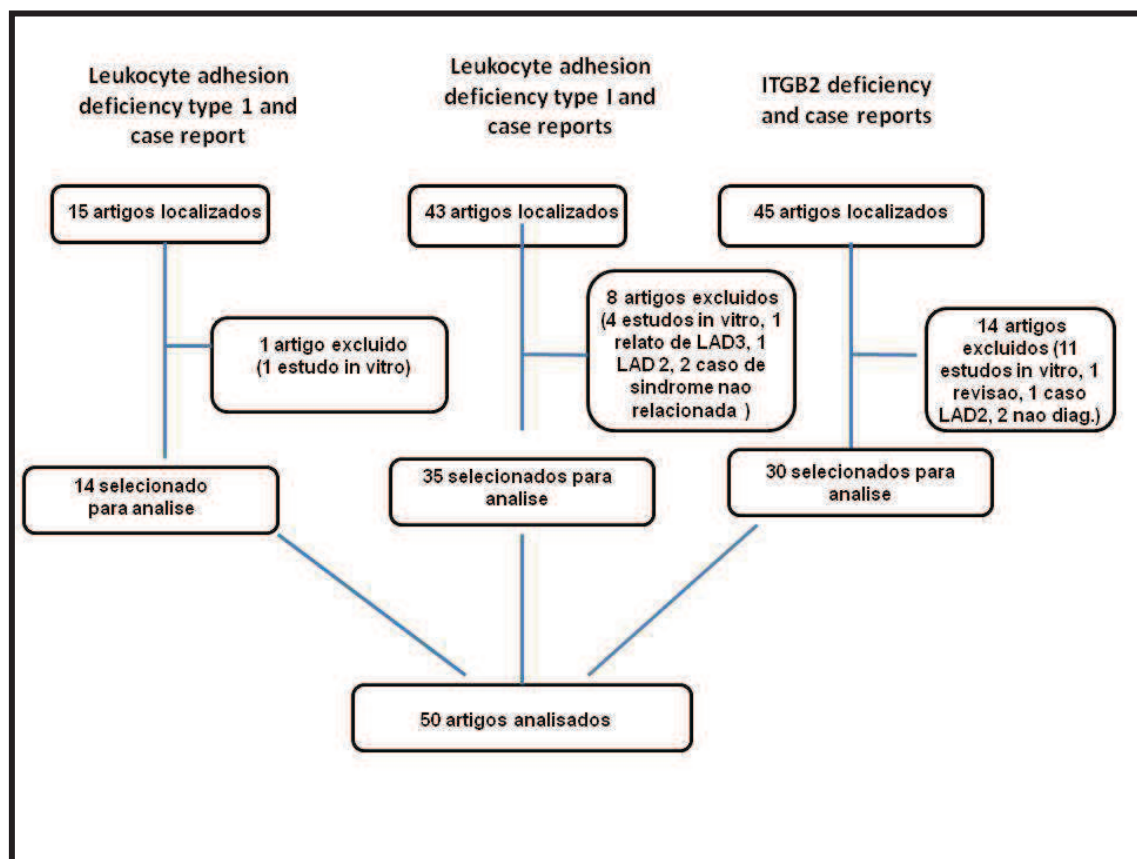 Leukocyte adhesion
deficiency type 1 and
case report
Leukocyte adhesion
deficiency type I and
case reports
ITGB2 deficiency
and case reports
15 artigos localizados
43 artigos localizados
45 artigos localizados
1 artigo excluido
(1 estudo in vitro)
8 artigos excluidos
(4 estudos in vitro, 1
relato de LAD3, 1
LAD 2, 2 caso de
sindrome nao
relacionada )
14 artigos
excluidos (11
estudos in vitro, 1
revisao, 1 caso
LAD2, 2 nao diag.)
14 selecionado
para analise
35 selecionados para
analise
30 selecionados para
analise
50 artigos analisados